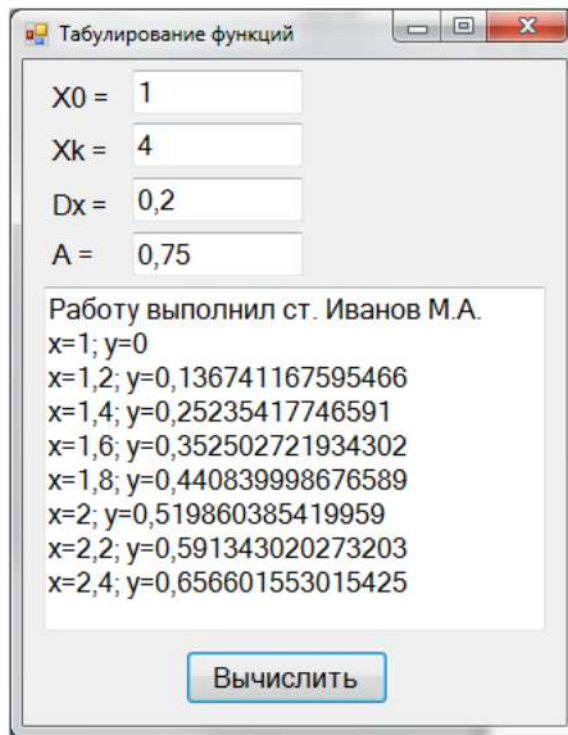 Табулирование функций
X0 = 1
Xk = 4
Dx = 0,2
A = 0,75
Работу выполнил ст. Иванов М.А.
x=1; y=0
x=1,2; y=0,136741167595466
x=1,4; y=0,25235417746591
x=1,6; y=0,352502721934302
x=1,8; y=0,440839998676589
x=2; y=0,519860385419959
x=2,2; y=0,591343020273203
x=2,4; y=0,656601553015425
Вычислить